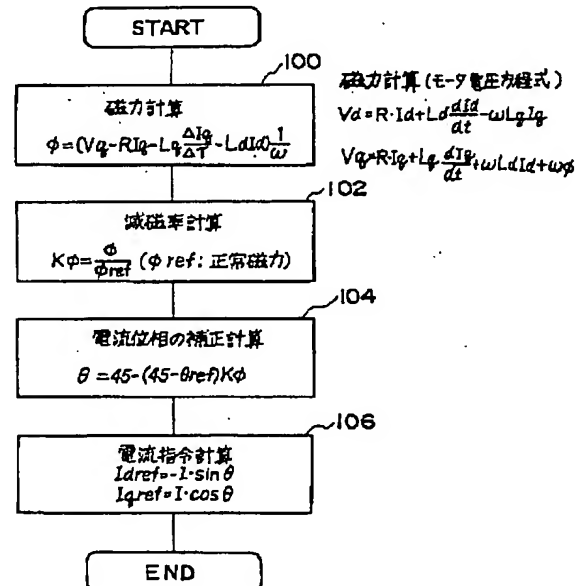 START
100
磁力計算
φ=(Vq-RIq-Lq ΔIq/ΔT -LdId) 1/ω
磁力計算(モータ電圧方程式)
Vd=R·Id+Ld dId/dt -ωLqIq
Vq=R·Iq+Lq dIq/dt +ωLdId+ωφ
102
減磁率計算
Kφ= φ/φref (φref:正常磁力)
104
電流位相の補正計算
θ=45-(45-θref)Kφ
106
電流指令計算
Idref=-I·sinθ
Iqref=I·cosθ
END